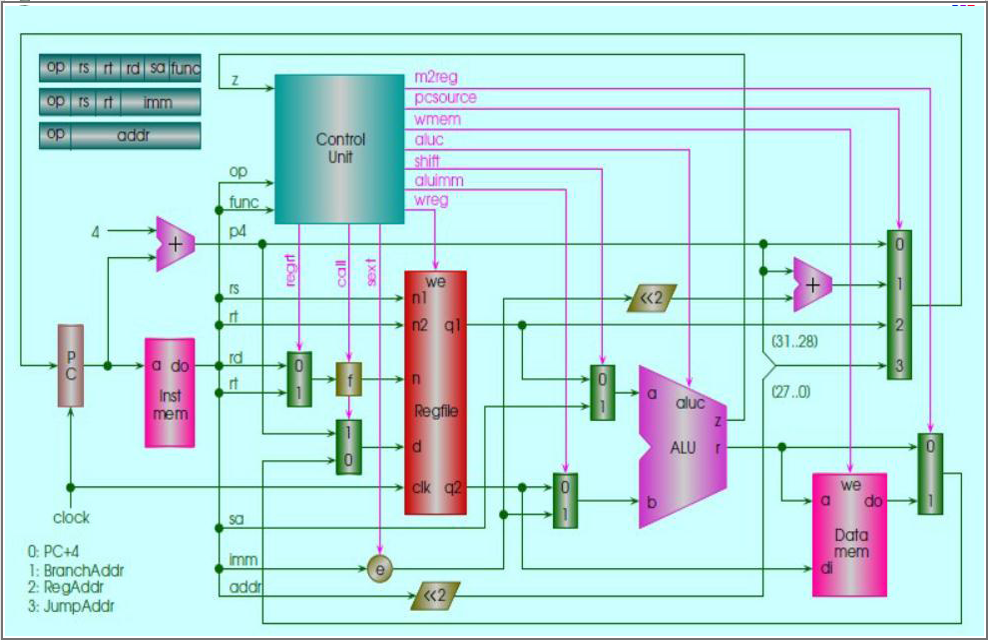 op rs rt rd sa func
op rs rt imm
op addr
z
op
func
Control
Unit
m2reg
pcsource
wmem
aluc
shift
aluimm
wreg
regrt
call
sext
4
+
p4
rs
rt
rd
rt
P
C
a do
Inst
mem
0
1
f
1
0
we
n1
n2 q1
n
Regfile
d
clk q2
<<2
+
0
1
2
3
(31..28)
(27..0)
0
1
a
aluc
z
ALU r
b
0
1
0
1
we
a do
Data
mem
di
clock
sa
imm
e
addr
<<2
0: PC+4
1: BranchAddr
2: RegAddr
3: JumpAddr